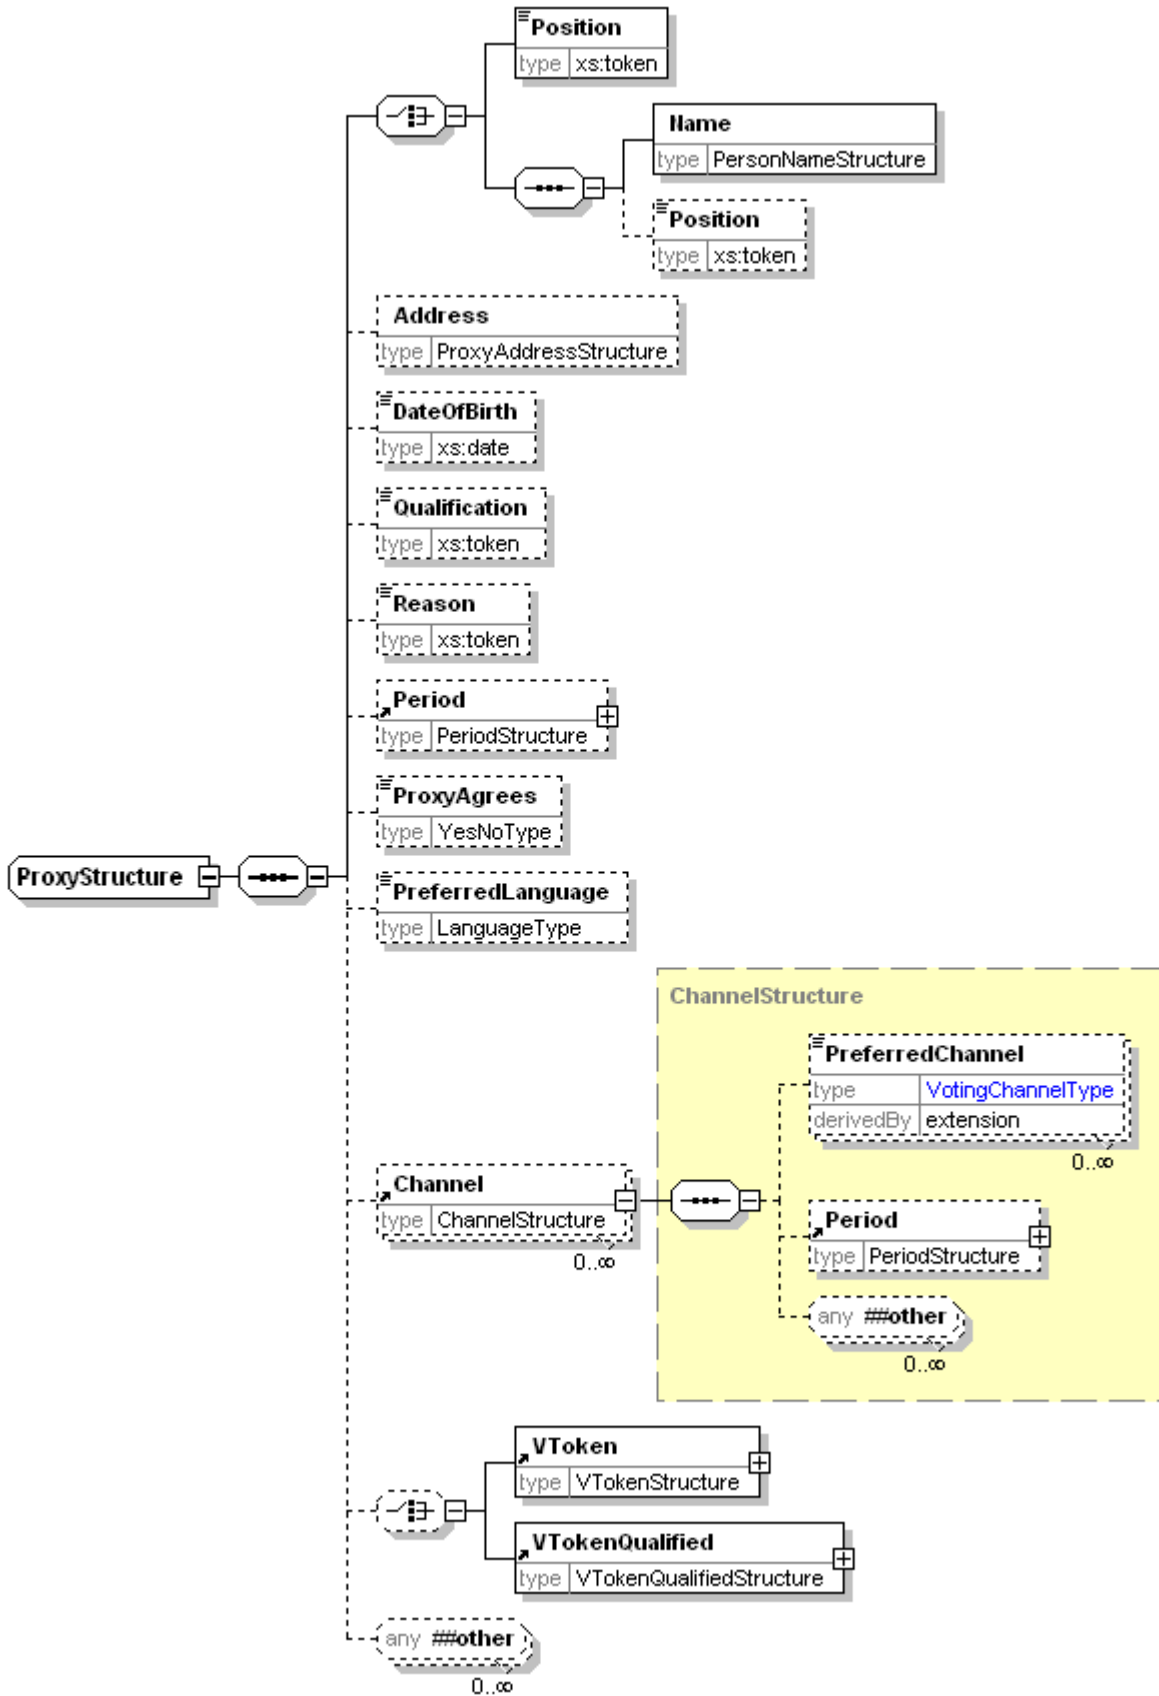 Position
type xs:token
Name
type PersonNameStructure
Position
type xs:token
Address
type ProxyAddressStructure
DateOfBirth
type xs:date
Qualification
type xs:token
Reason
type xs:token
Period
type PeriodStructure
ProxyAgrees
type YesNoType
ProxyStructure
PreferredLanguage
type LanguageType
ChannelStructure
PreferredChannel
type VotingChannelType
derivedBy extension
0..∞
Channel
type ChannelStructure
0..∞
Period
type PeriodStructure
any ##other
0..∞
VToken
type VTokenStructure
VTokenQualified
type VTokenQualifiedStructure
any ##other
0..∞